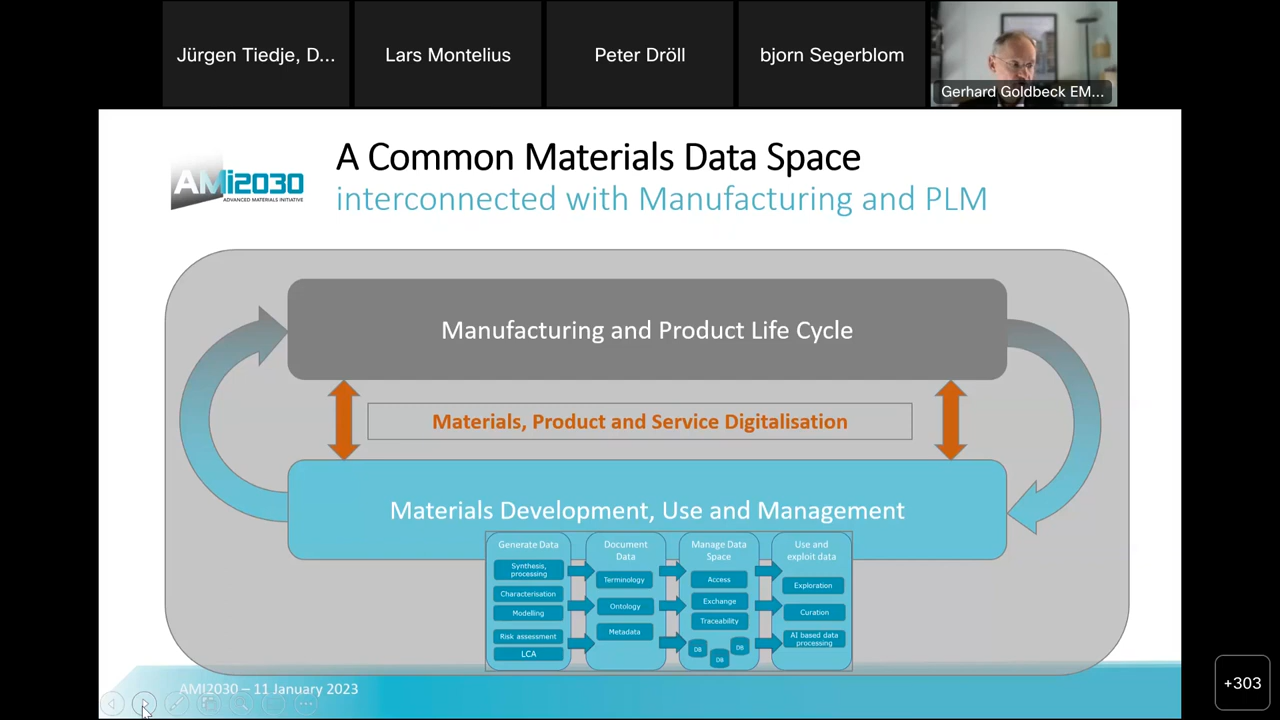 Jürgen Tiedje, D...
Lars Montelius
Peter Dröll
bjorn Segerblom
Gerhard Goldbeck EM...
AMi2030
ADVANCED MATERIALS INITIATIVE
A Common Materials Data Space
interconnected with Manufacturing and PLM
Manufacturing and Product Life Cycle
Materials, Product and Service Digitalisation
Materials Development, Use and Management
Generate Data
Synthesis,
processing
Characterisation
Modelling
Risk assessment
LCA
Document
Data
Terminology
Ontology
Metadata
Manage Data
Space
Access
Exchange
Traceability
DB
DB
DB
Use and
exploit data
Exploration
Curation
AI based data
processing
AMI2030 – 11 January 2023
+303